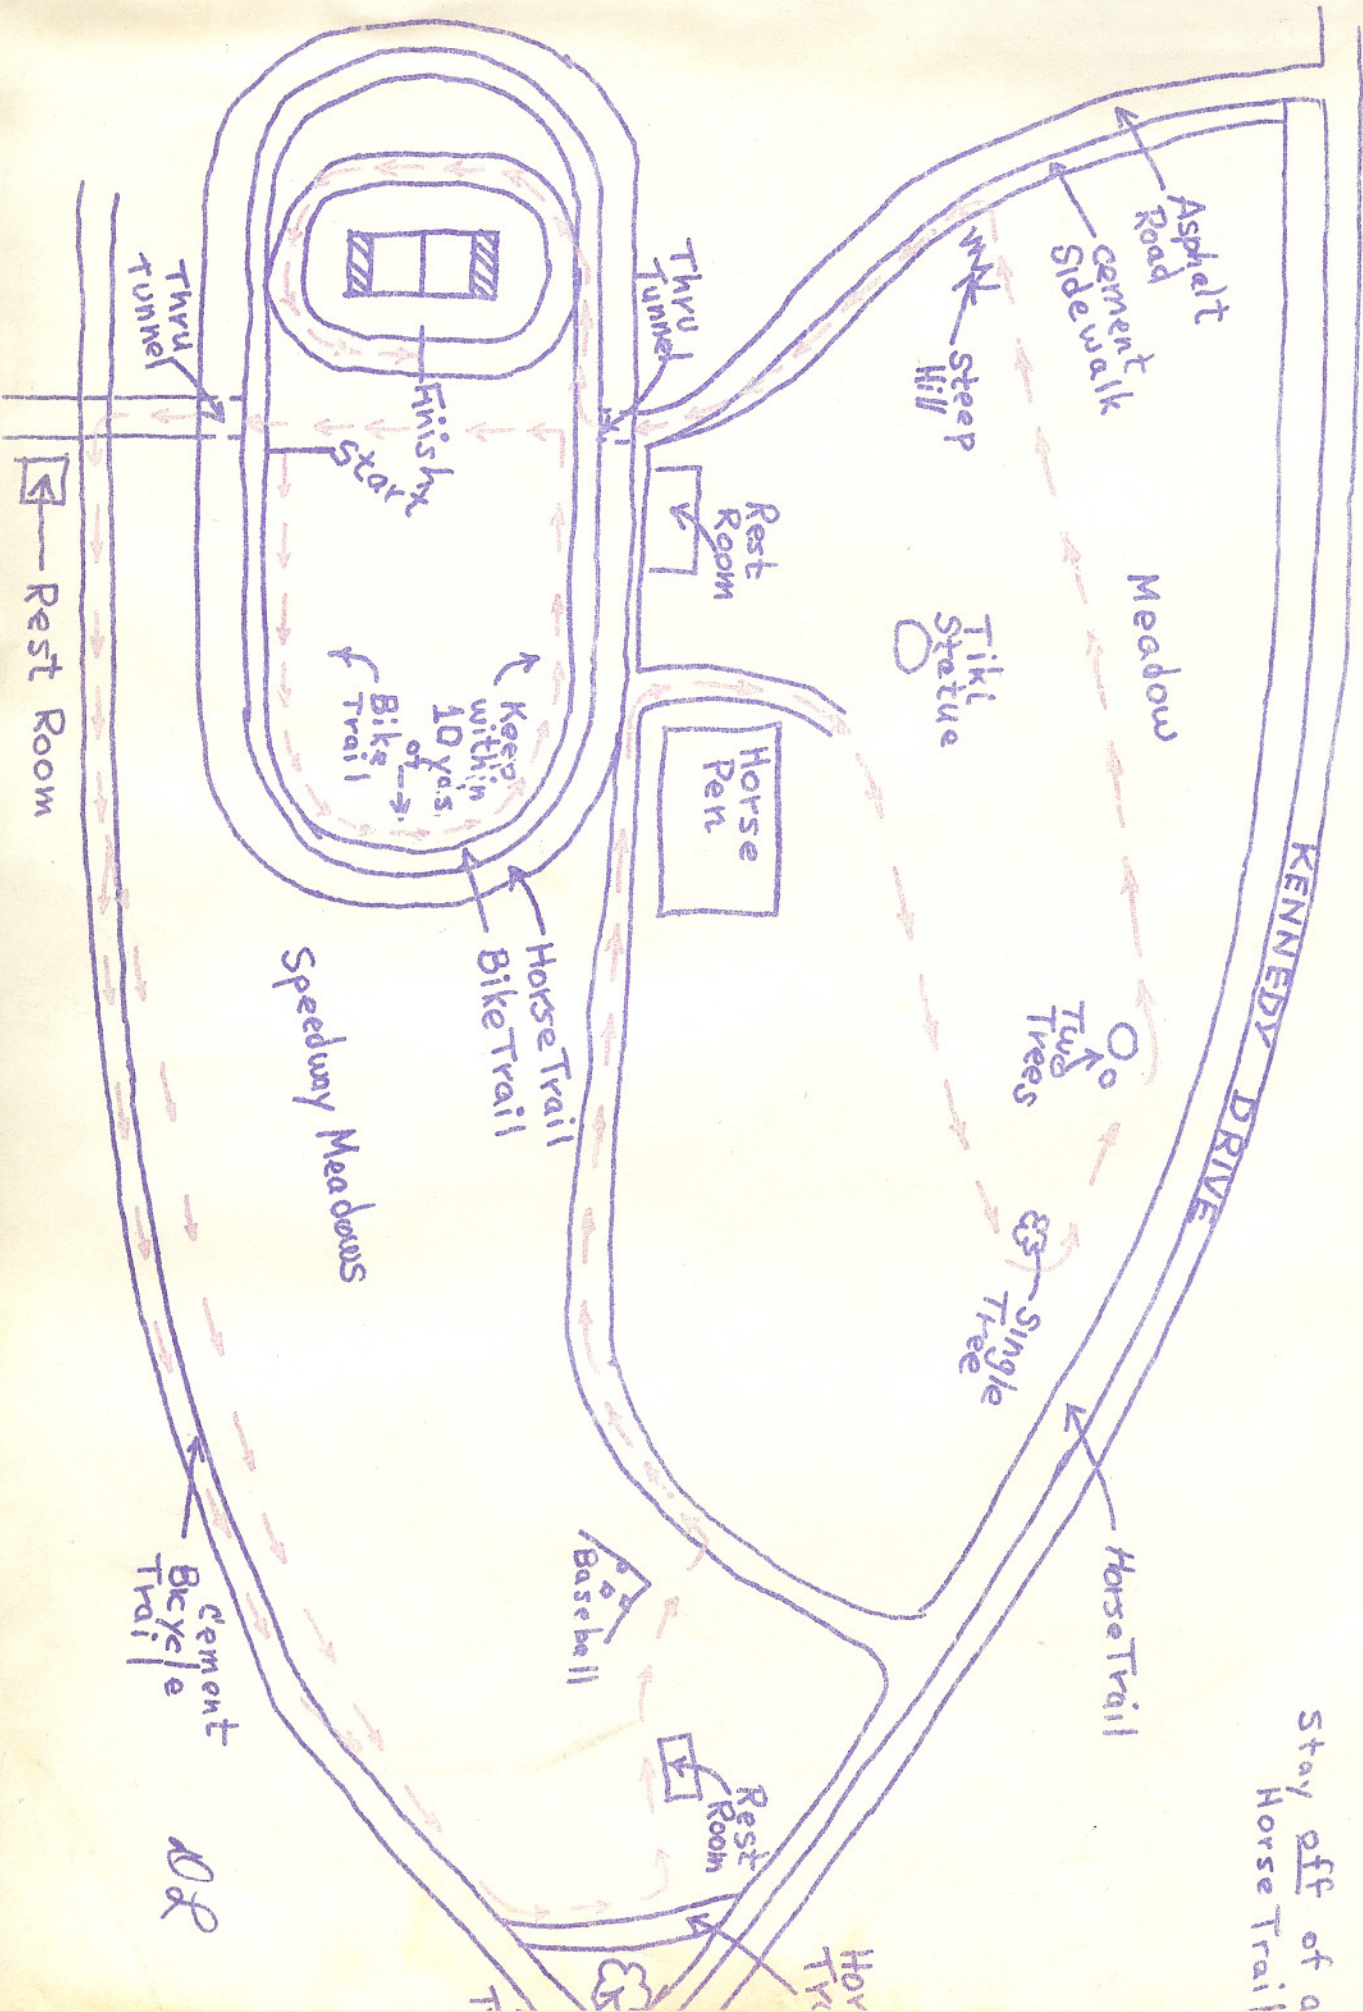 Stay off of a
Horse Trail
KENNEDY DRIVE
Asphalt
Road
cement
Sidewalk
Steep
Hill
Meadow
Tiki
Statue
Two
Trees
Single
Tree
Horse Trail
Thru
Tunnel
Rest
Room
Horse
Pen
Finish
Start
Keep
within
10 yds.
of
Bike
Trail
Horse Trail
Bike Trail
Baseball
Rest
Room
Speedway Meadows
Thru
Tunnel
Rest Room
Cement
Bicycle
Trail